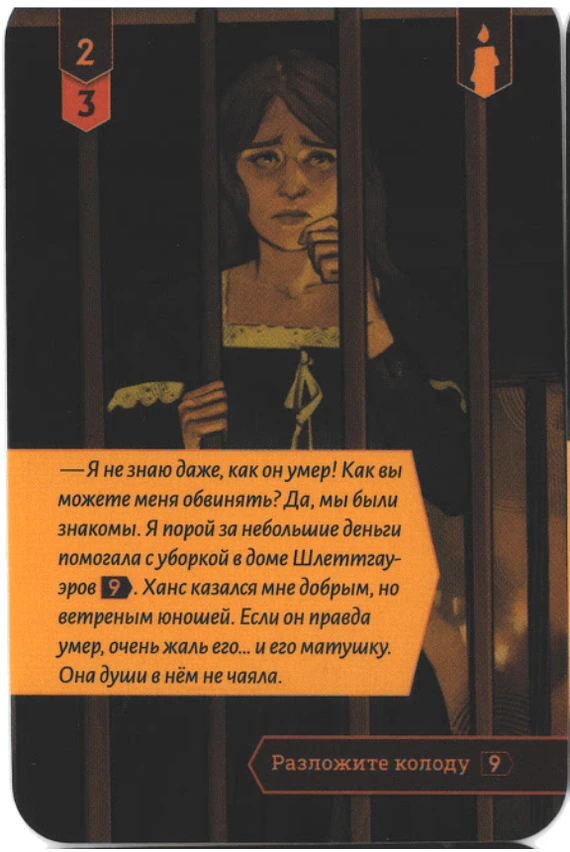 2
3
— Я не знаю даже, как он умер! Как вы
можете меня обвинять? Да, мы были
знакомы. Я порой за небольшие деньги
помогала с уборкой в доме Шлеттгау-
эров 9. Ханс казался мне добрым, но
ветреным юношей. Если он правда
умер, очень жаль его... и его матушку.
Она души в нём не чаяла.
Разложите колоду 9